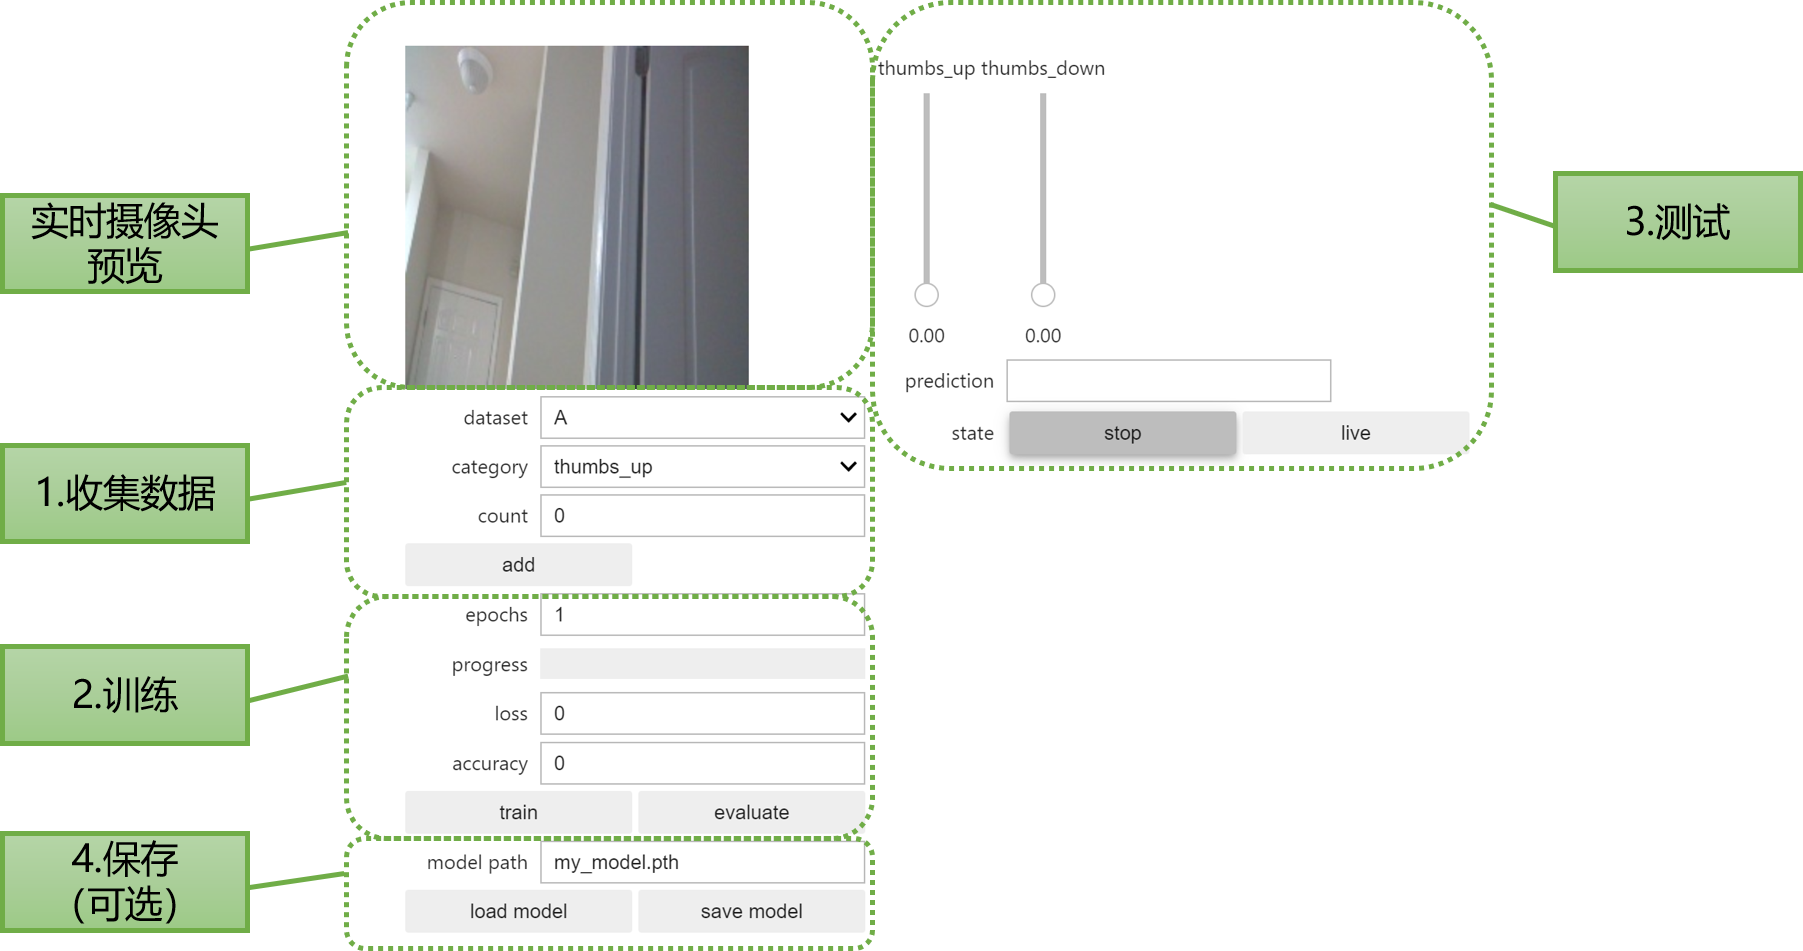 实时摄像头
预览
1.收集数据
2.训练
4.保存
(可选)
dataset A
category thumbs_up
count 0
add
epochs 1
progress
loss 0
accuracy 0
train evaluate
model path my_model.pth
load model save model
thumbs_up thumbs_down
0.00 0.00
prediction
state stop live
3.测试